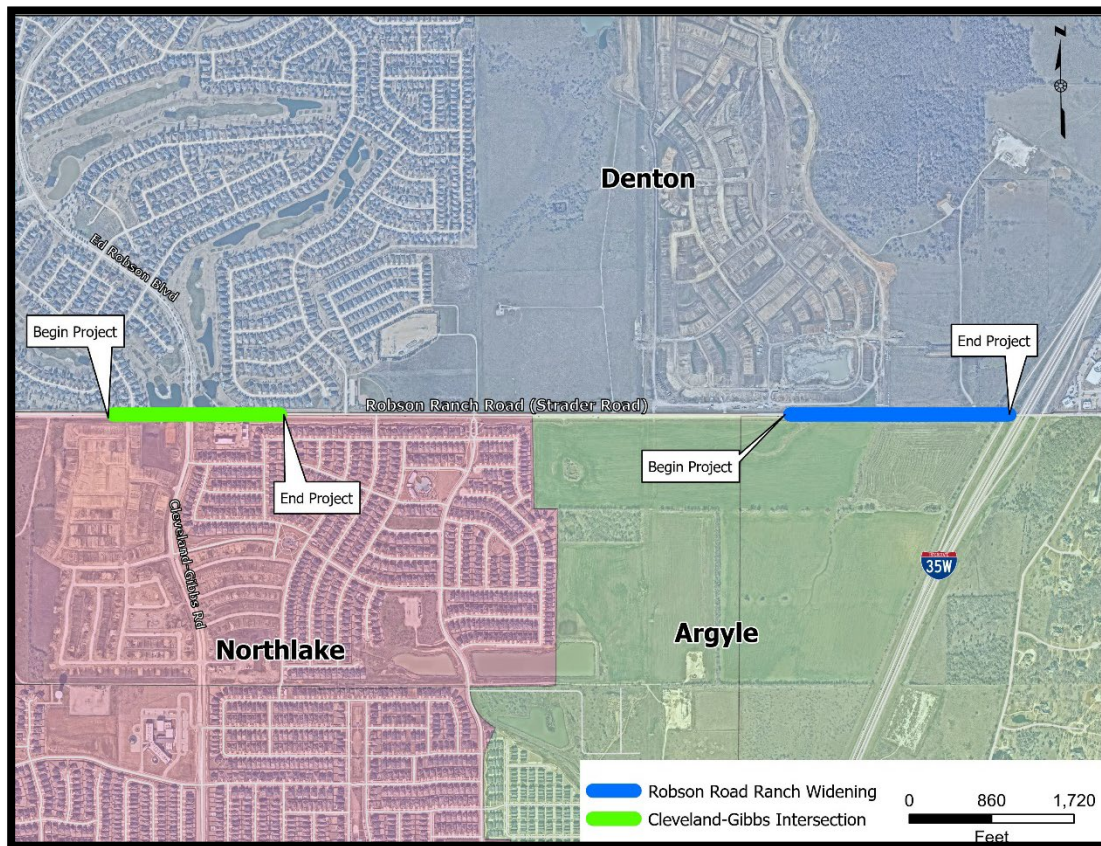 N
Denton
Ed Robson Blvd
Begin Project
End Project
Robson Ranch Road (Strader Road)
Begin Project
End Project
Cleveland-Gibbs Rd
INTERSTATE
35W
Northlake
Argyle
Robson Road Ranch Widening
Cleveland-Gibbs Intersection
0 860 1,720
Feet